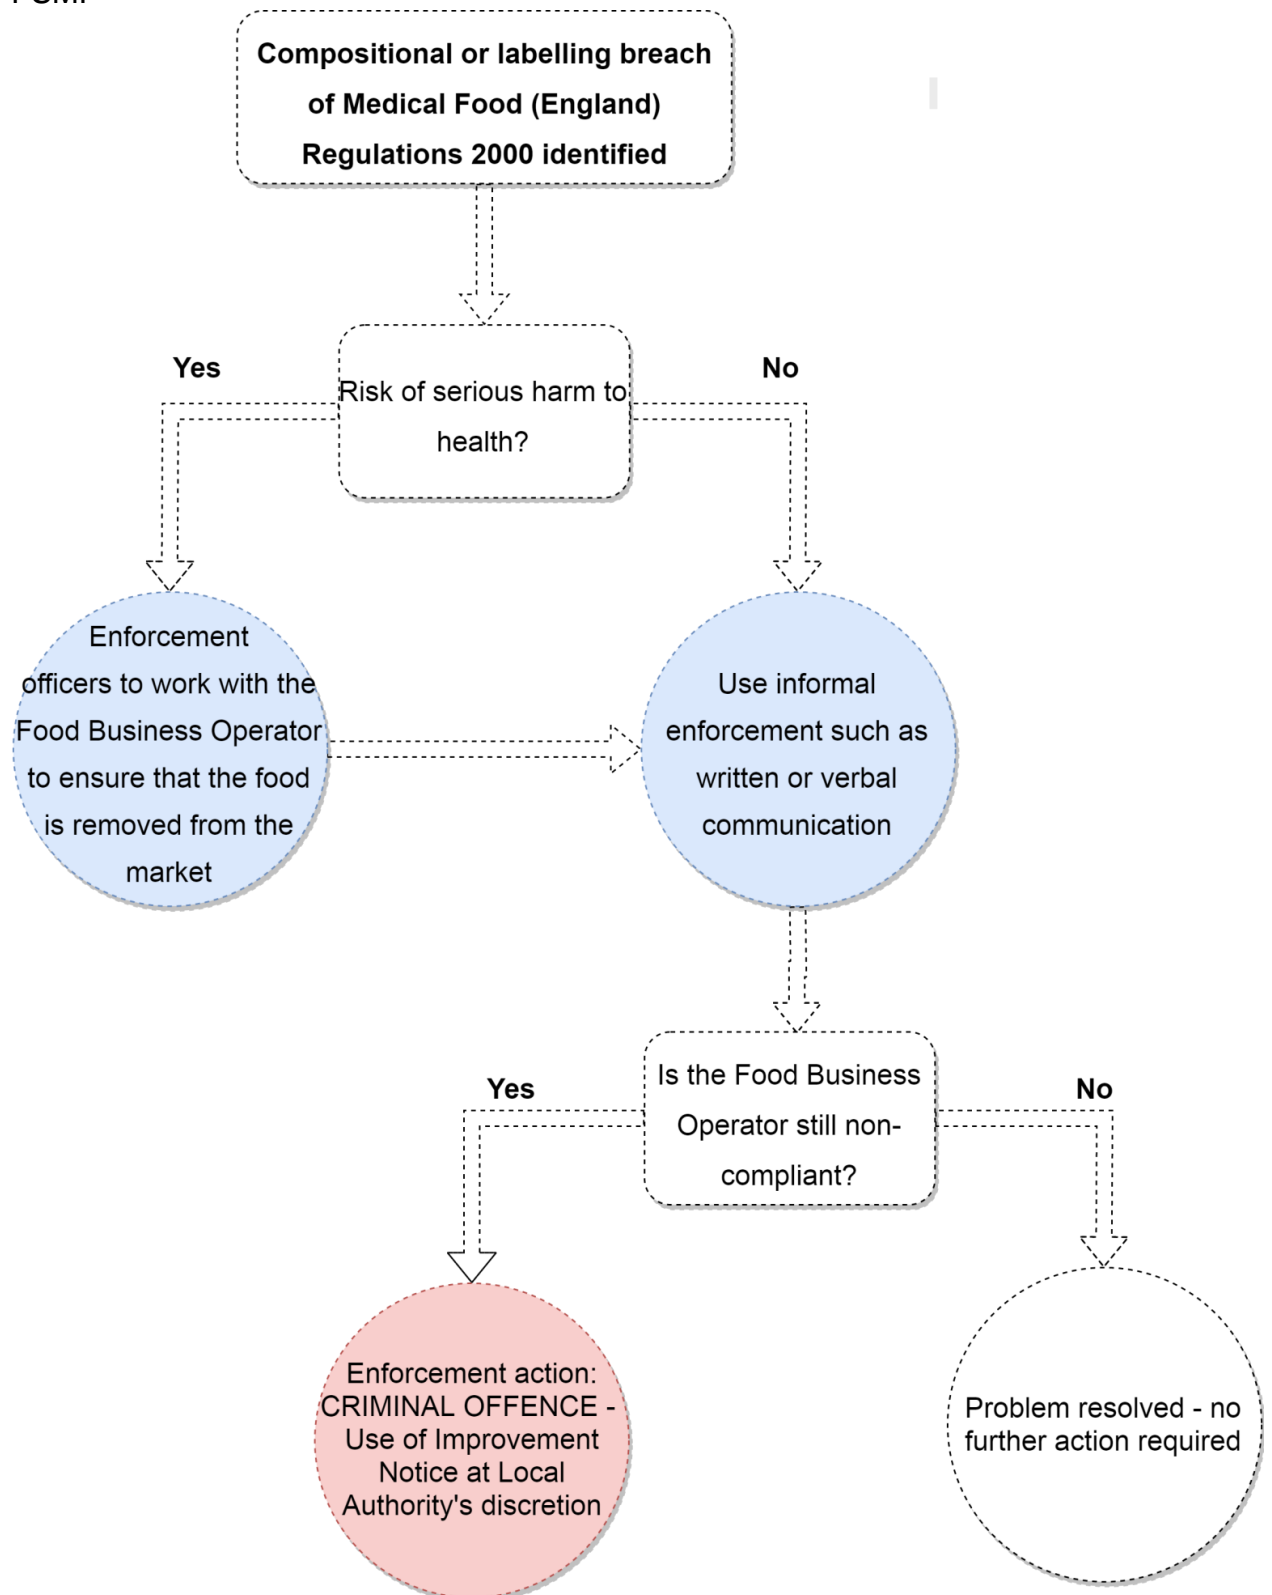 Compositional or labelling breach
of Medical Food (England)
Regulations 2000 identified
Yes
No
Risk of serious harm to
health?
Enforcement
officers to work with the
Food Business Operator
to ensure that the food
is removed from the
market
Use informal
enforcement such as
written or verbal
communication
Yes
No
Is the Food Business
Operator still non-
compliant?
Enforcement action:
CRIMINAL OFFENCE -
Use of Improvement
Notice at Local
Authority's discretion
Problem resolved - no
further action required